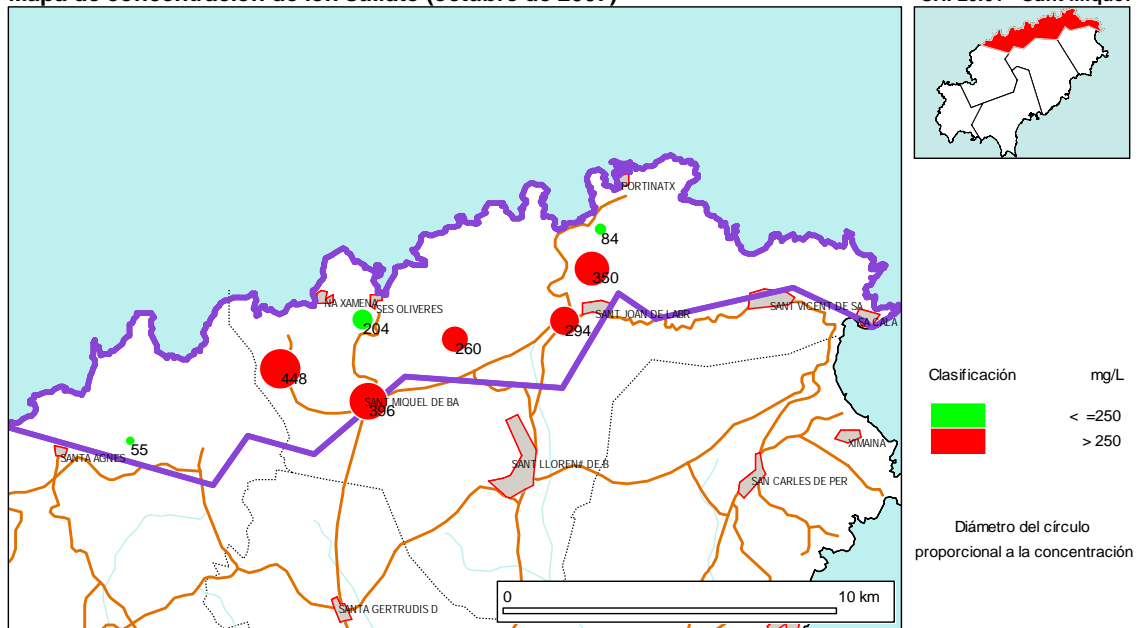 PORTINATX
84
350
NA XAMENA
SES OLIVERES
204
SANT JOAN DE LABR
294
SANT VICENT DE SA
SA CALA
260
448
SANT MIQUEL DE BA
396
55
SANTA AGNES
SANT LLOREN# DE B
XIMAINA
SAN CARLES DE PER
SANTA GERTRUDIS D
0 10 km
Clasificación mg/L
< =250
> 250
Diámetro del círculo
proporcional a la concentración